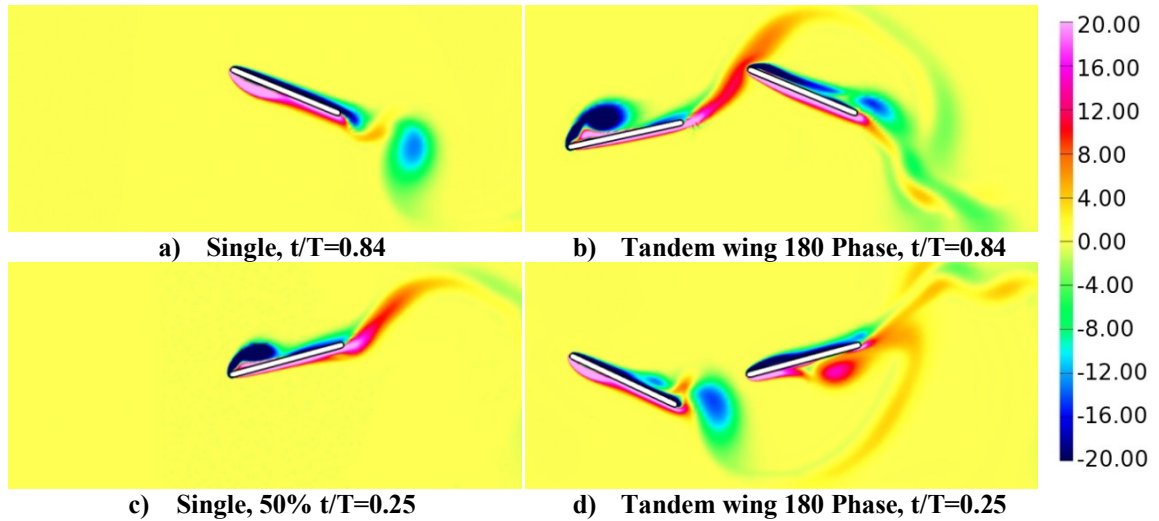 20.00
16.00
12.00
8.00
4.00
0.00
-4.00
-8.00
-12.00
-16.00
-20.00
a) Single, t/T=0.84
b) Tandem wing 180 Phase, t/T=0.84
c) Single, 50% t/T=0.25
d) Tandem wing 180 Phase, t/T=0.25